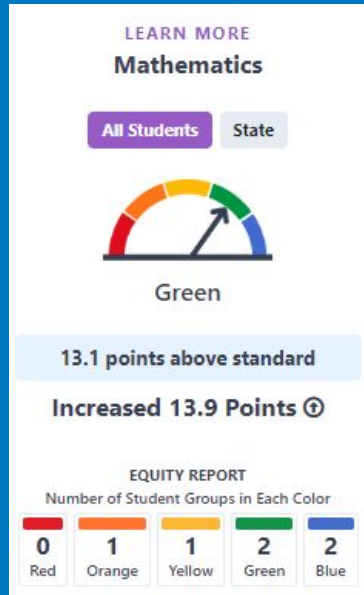 LEARN MORE
Mathematics
All Students State
Green
13.1 points above standard
Increased 13.9 Points
EQUITY REPORT
Number of Student Groups in Each Color
0 1 1 2 2
Red Orange Yellow Green Blue